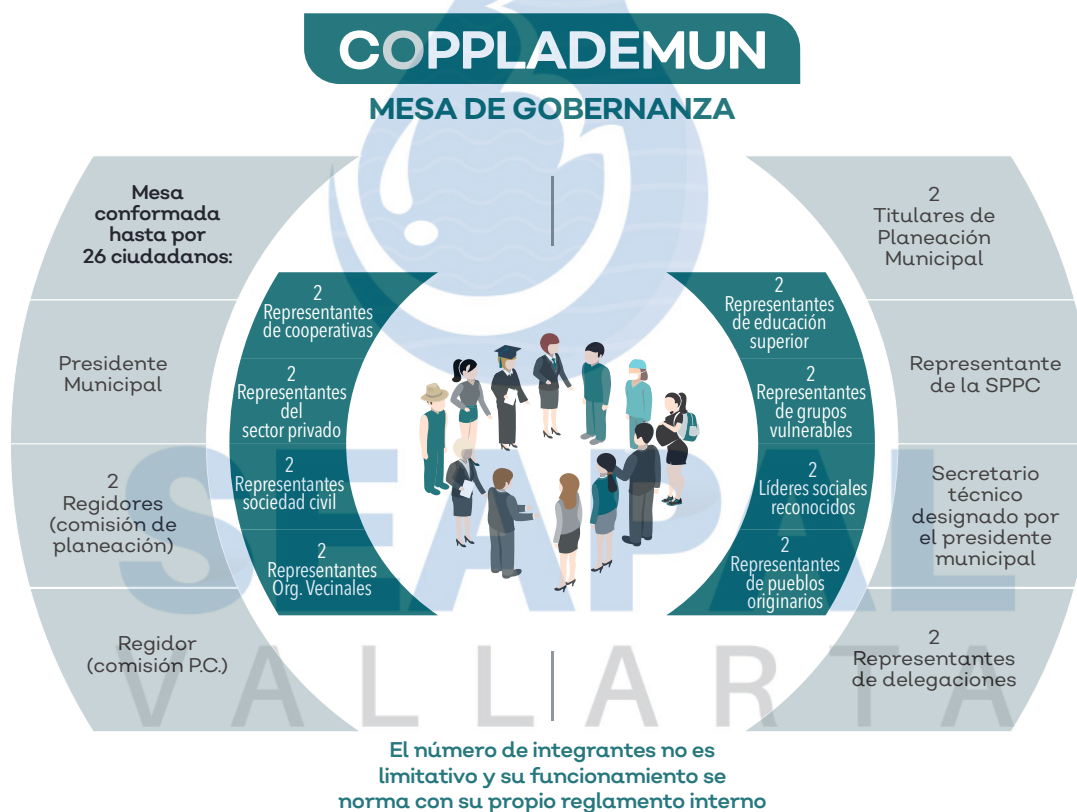 COPPLADEMUN
MESA DE GOBERNANZA
Mesa
conformada
hasta por
26 ciudadanos:
Presidente
Municipal
2
Regidores
(comisión de
planeación)
Regidor
(comisión P.C.)
2
Representantes
de cooperativas
2
Representantes
del
sector privado
2
Representantes
sociedad civil
2
Representantes
Org. Vecinales
2
Representantes
de educación
superior
2
Representantes
de grupos
vulnerables
2
Líderes sociales
reconocidos
2
Representantes
de pueblos
originarios
2
Titulares de
Planeación
Municipal
Representante
de la SPPC
Secretario
técnico
designado por
el presidente
municipal
2
Representantes
de delegaciones
SEAPAL
VALLARTA
El número de integrantes no es
limitativo y su funcionamiento se
norma con su propio reglamento interno